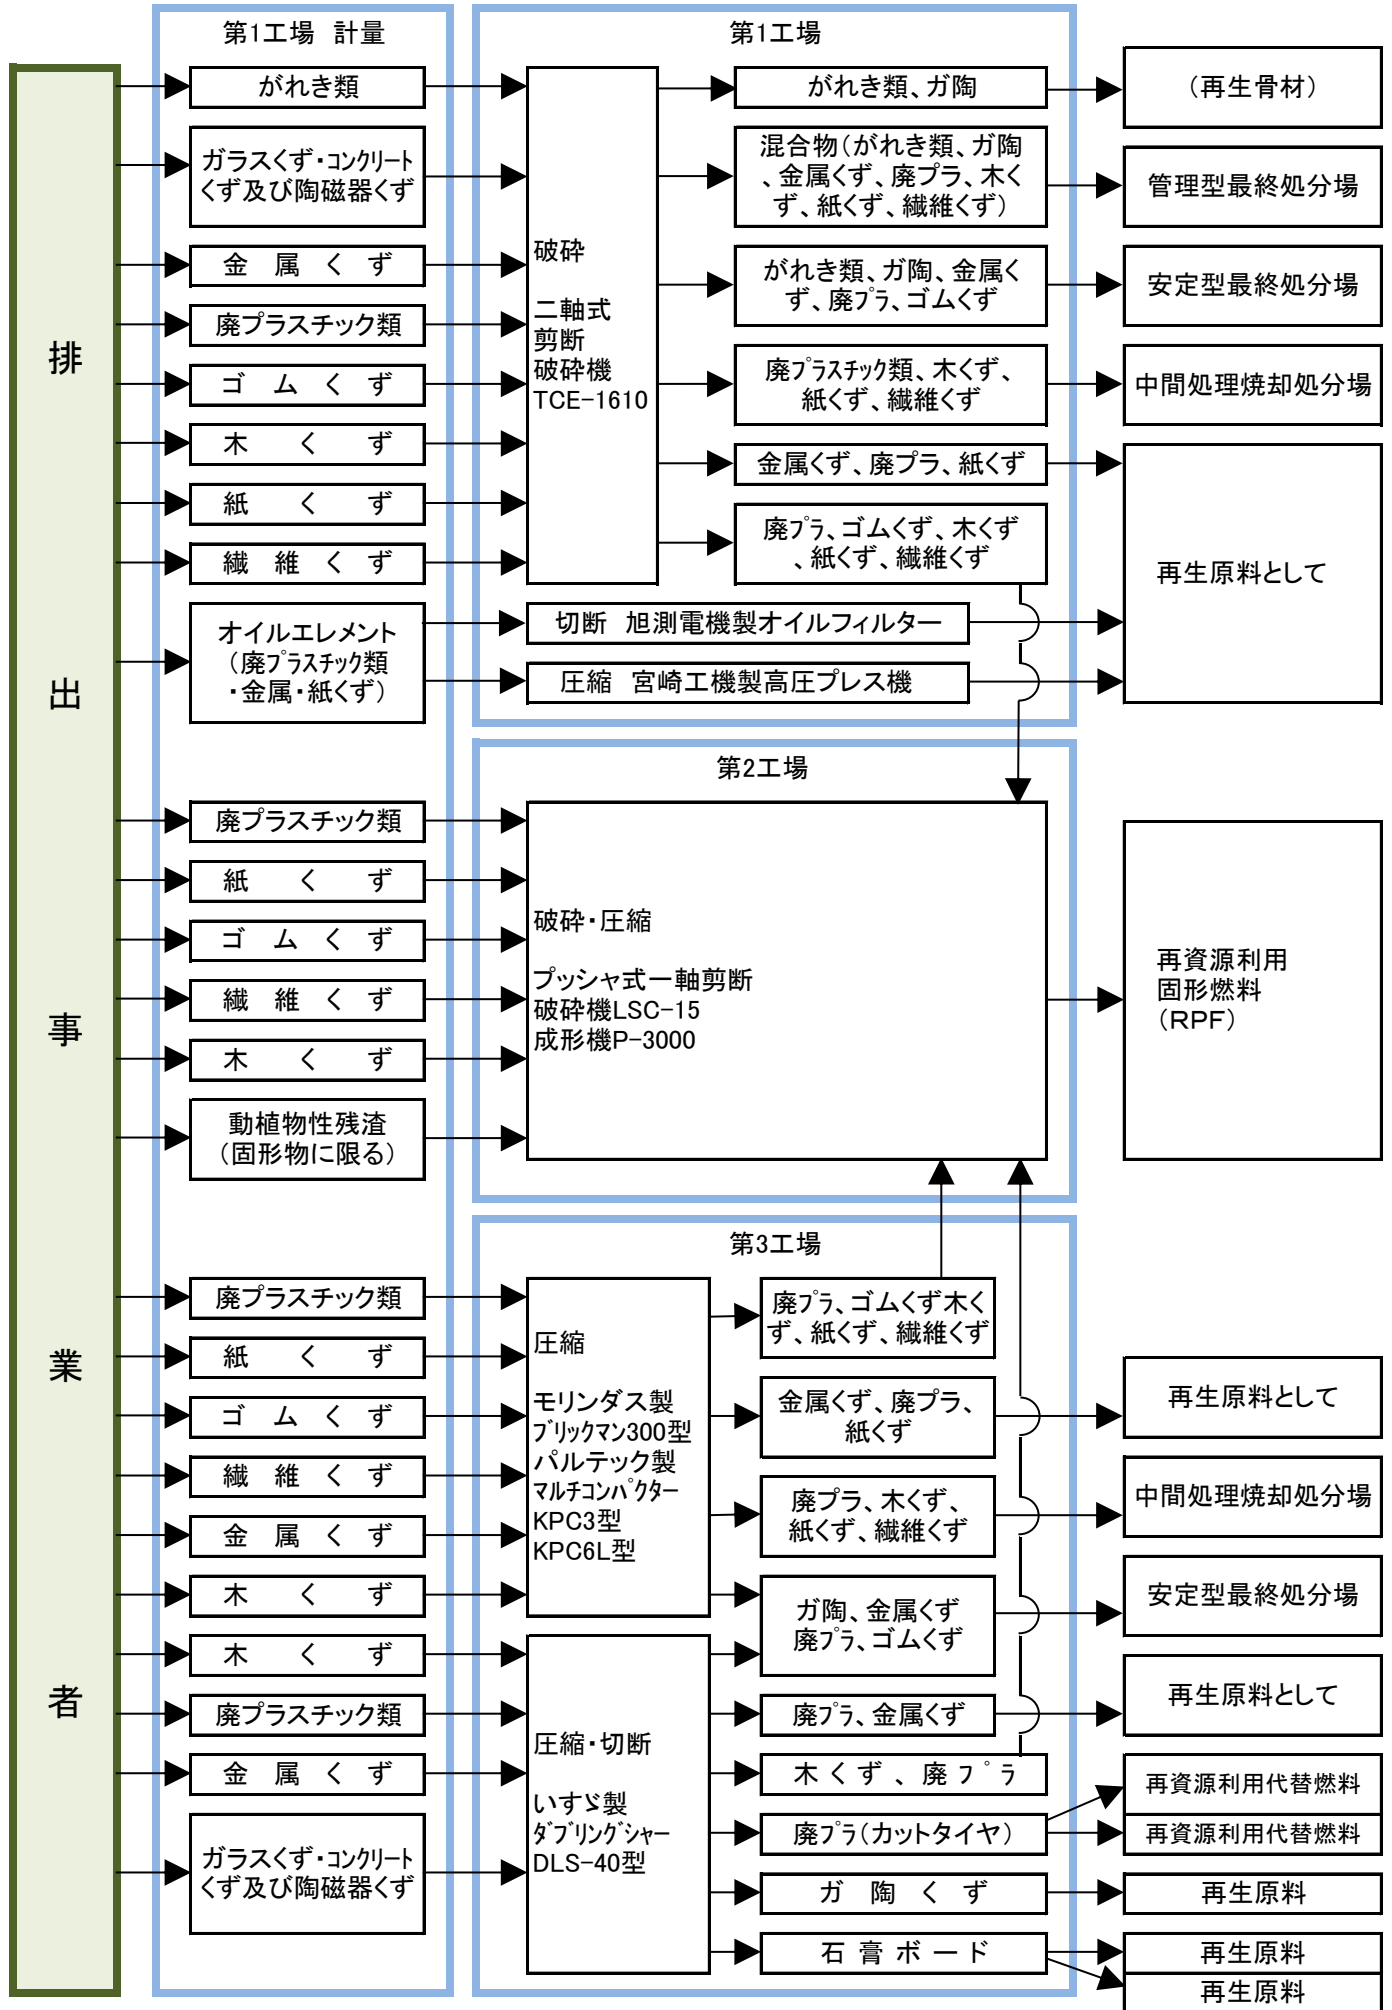 排出事業者
第1工場 計量
がれき類
ガラスくず・コンクリート
くず及び陶磁器くず
金属くず
廃プラスチック類
ゴムくず
木くず
紙くず
繊維くず
オイルエレメント
（廃プラスチック類
・金属・紙くず）
廃プラスチック類
紙くず
ゴムくず
繊維くず
木くず
動植物性残渣
（固形物に限る）
廃プラスチック類
紙くず
ゴムくず
繊維くず
金属くず
木くず
木くず
廃プラスチック類
金属くず
ガラスくず・コンクリート
くず及び陶磁器くず
第1工場
破砕
二軸式
剪断
破砕機
TCE-1610
がれき類、ガ陶
混合物（がれき類、ガ陶
、金属くず、廃プラ、木く
ず、紙くず、繊維くず）
がれき類、ガ陶、金属く
ず、廃プラ、ゴムくず
廃プラスチック類、木くず、
紙くず、繊維くず
金属くず、廃プラ、紙くず
廃プラ、ゴムくず、木くず
、紙くず、繊維くず
切断 旭測電機製オイルフィルター
圧縮 宮崎工機製高圧プレス機
（再生骨材）
管理型最終処分場
安定型最終処分場
中間処理焼却処分場
再生原料として
第2工場
破砕・圧縮
プッシャ式一軸剪断
破砕機LSC-15
成形機P-3000
再資源利用
固形燃料
（RPF）
第3工場
圧縮
モリンダス製
ブリックマン300型
パルテック製
マルチコンパクター
KPC3型
KPC6L型
圧縮・切断
いすゞ製
ダブリングシャー
DLS-40型
廃プラ、ゴムくず木く
ず、紙くず、繊維くず
金属くず、廃プラ、
紙くず
廃プラ、木くず、
紙くず、繊維くず
ガ陶、金属くず
廃プラ、ゴムくず
廃プラ、金属くず
木くず、廃プラ
廃プラ（カットタイヤ）
ガ陶くず
石膏ボード
再生原料として
中間処理焼却処分場
安定型最終処分場
再生原料として
再資源利用代替燃料
再資源利用代替燃料
再生原料
再生原料
再生原料